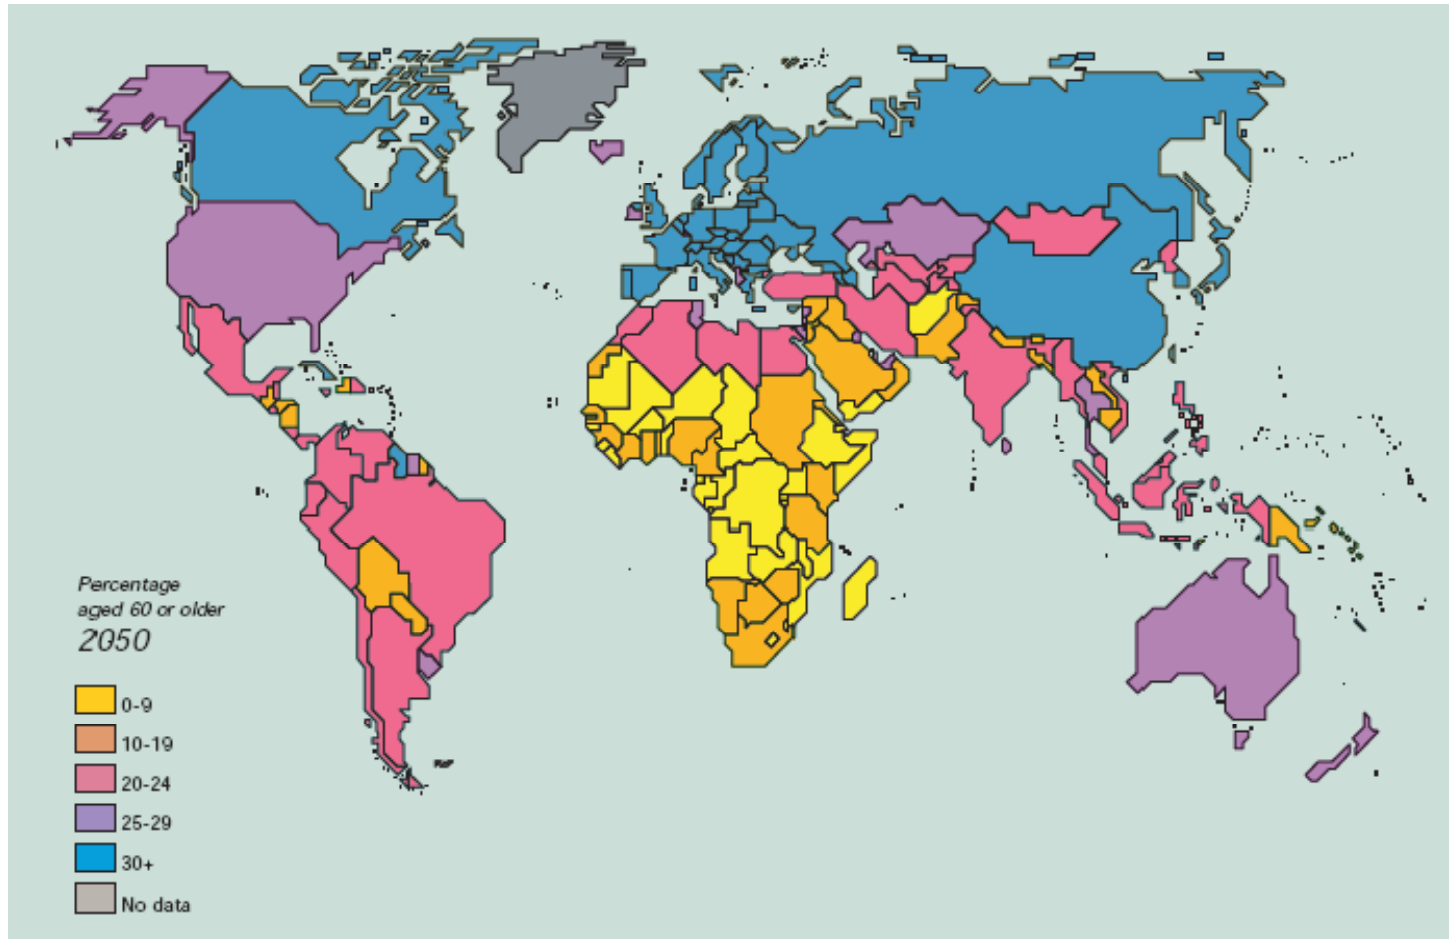 Percentage
aged 60 or older
2050
0-9
10-19
20-24
25-29
30+
No data